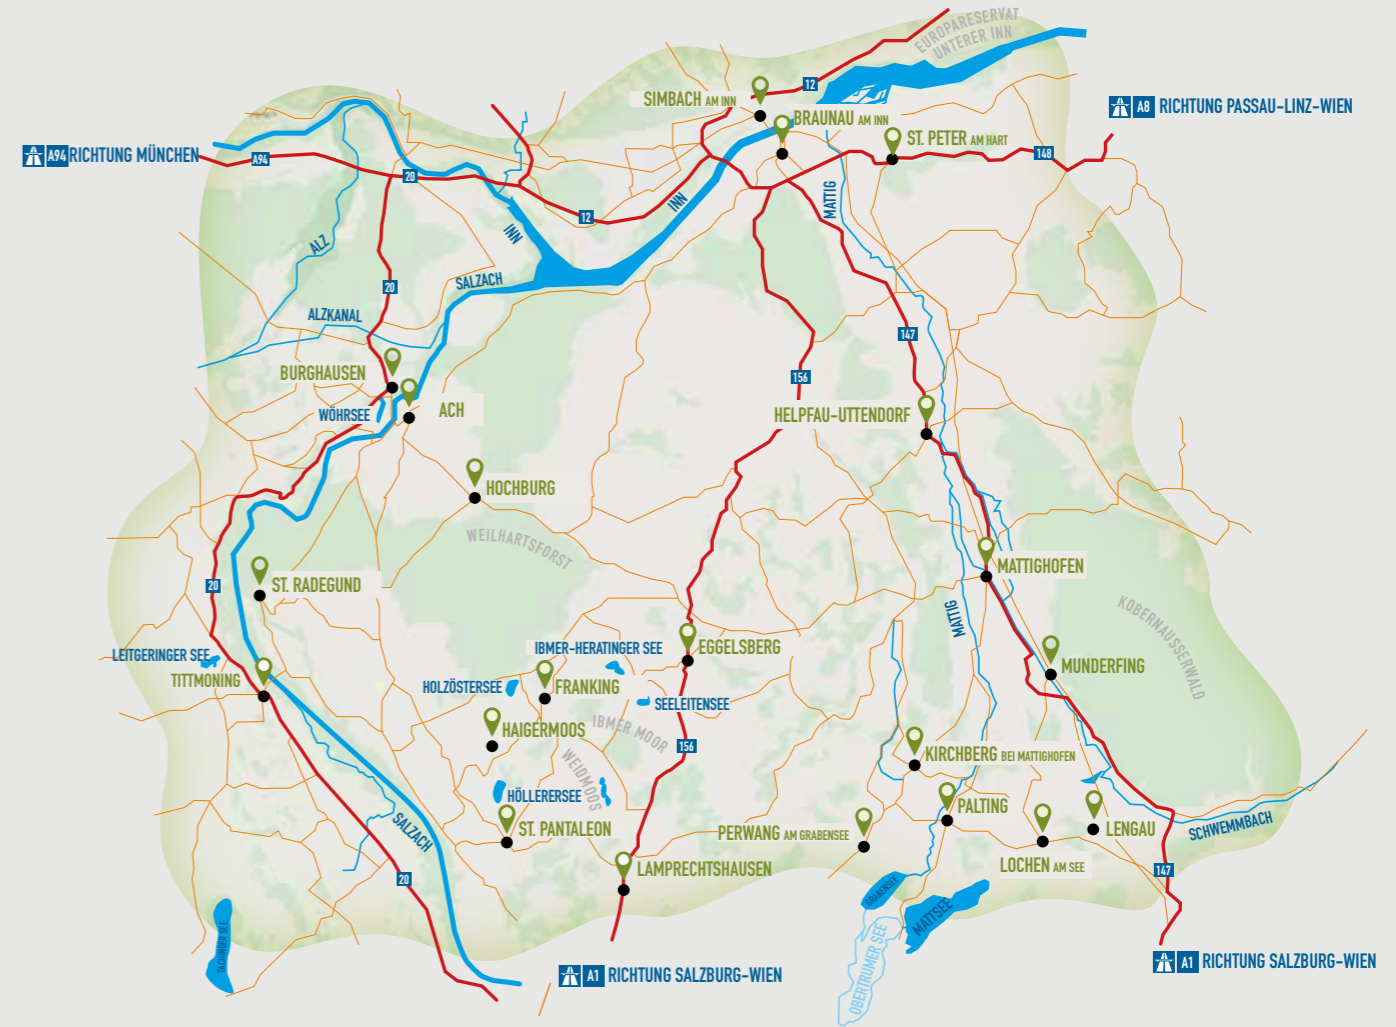 EUROPARESERVAT
UNTERER INN
12
SIMBACH AM INN
A8 RICHTUNG PASSAU-LINZ-WIEN
BRAUNAU AM INN
ST. PETER AM HART
148
A94 RICHTUNG MÜNCHEN
A94
20
12
INN
INN
MATTIG
ALZ
SALZACH
20
ALZKANAL
147
BURGHAUSEN
156
WÖHRSEE
ACH
HELPFAU-UTTENDORF
HOCHBURG
WEILHARTSFORST
MATTIGHOFEN
20
ST. RADEGUND
MATTIG
KOBERNAUSSERWALD
LEITGERINGER SEE
IBMER-HERATINGER SEE
EGGELSBERG
MUNDERFING
TITTMONING
HOLZÖSTERSEE
FRANKING
SEELEITENSEE
HAIGERMOOS
IBMER MOOR
156
KIRCHBERG BEI MATTIGHOFEN
WEIDMOOS
HÖLLERERSEE
PALTING
ST. PANTALEON
PERWANG AM GRABENSEE
LENGAU
SCHWEMMBACH
SALZACH
LAMPRECHTSHAUSEN
LOCHEN AM SEE
147
20
GRABENSEE
MATTSEE
TACHINGER SEE
OBERTRUMER SEE
A1 RICHTUNG SALZBURG-WIEN
A1 RICHTUNG SALZBURG-WIEN